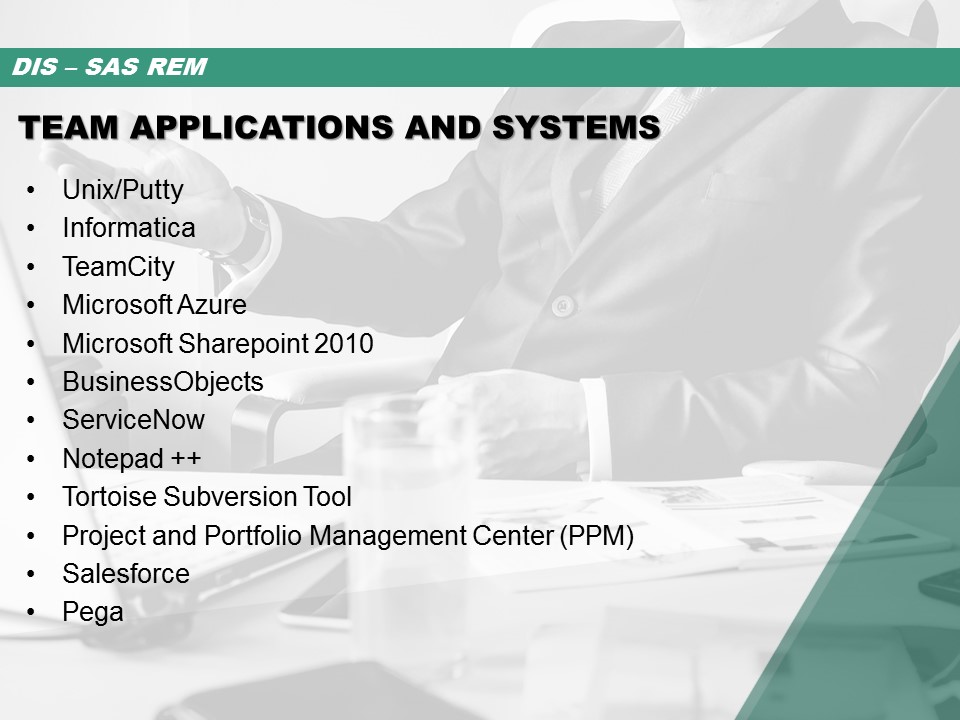 DIS – SAS REM
TEAM APPLICATIONS AND SYSTEMS
• Unix/Putty
• Informatica
• TeamCity
• Microsoft Azure
• Microsoft Sharepoint 2010
• BusinessObjects
• ServiceNow
• Notepad ++
• Tortoise Subversion Tool
• Project and Portfolio Management Center (PPM)
• Salesforce
• Pega